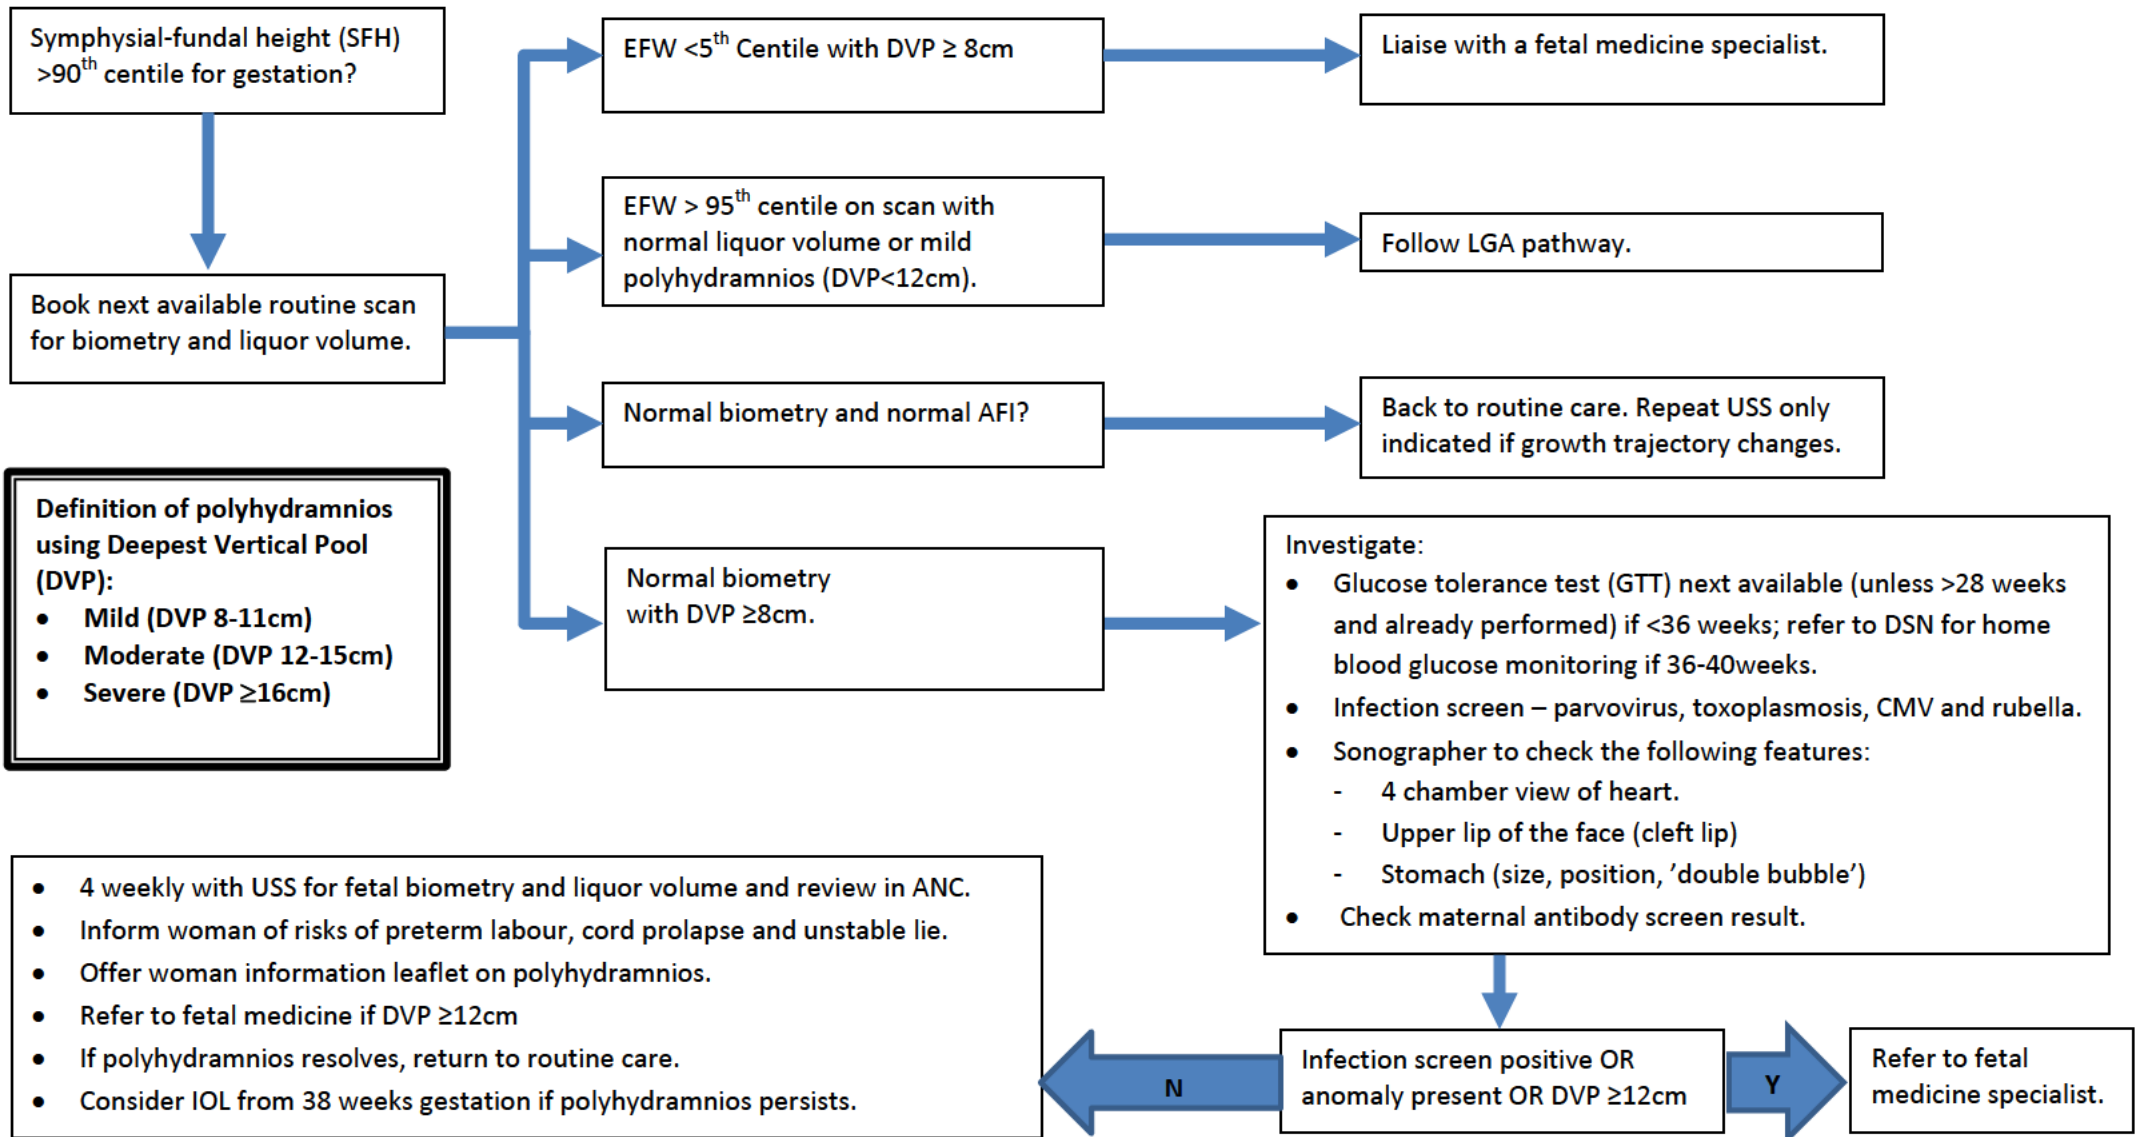 Symphysial-fundal height (SFH)
>90th centile for gestation?
Book next available routine scan
for biometry and liquor volume.
EFW <5th Centile with DVP ≥ 8cm
Liaise with a fetal medicine specialist.
EFW > 95th centile on scan with
normal liquor volume or mild
polyhydramnios (DVP<12cm).
Follow LGA pathway.
Normal biometry and normal AFI?
Back to routine care. Repeat USS only
indicated if growth trajectory changes.
Normal biometry
with DVP ≥8cm.
Definition of polyhydramnios
using Deepest Vertical Pool
(DVP):
• Mild (DVP 8-11cm)
• Moderate (DVP 12-15cm)
• Severe (DVP ≥16cm)
Investigate:
• Glucose tolerance test (GTT) next available (unless >28 weeks
and already performed) if <36 weeks; refer to DSN for home
blood glucose monitoring if 36-40weeks.
• Infection screen – parvovirus, toxoplasmosis, CMV and rubella.
• Sonographer to check the following features:
- 4 chamber view of heart.
- Upper lip of the face (cleft lip)
- Stomach (size, position, ’double bubble’)
• Check maternal antibody screen result.
Infection screen positive OR
anomaly present OR DVP ≥12cm
Y
Refer to fetal
medicine specialist.
N
• 4 weekly with USS for fetal biometry and liquor volume and review in ANC.
• Inform woman of risks of preterm labour, cord prolapse and unstable lie.
• Offer woman information leaflet on polyhydramnios.
• Refer to fetal medicine if DVP ≥12cm
• If polyhydramnios resolves, return to routine care.
• Consider IOL from 38 weeks gestation if polyhydramnios persists.